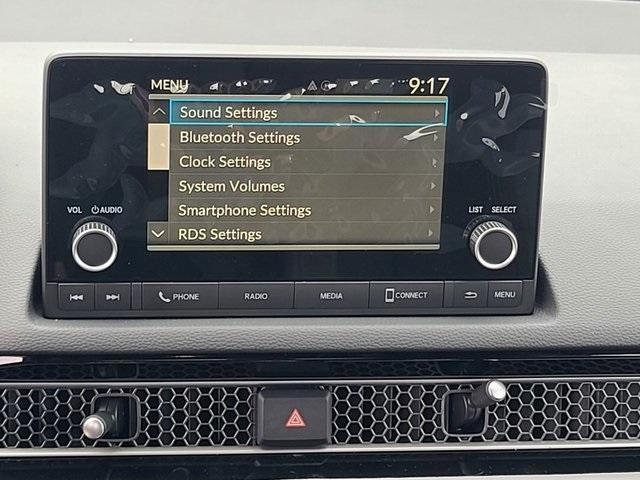 MENU 9:17
Sound Settings
Bluetooth Settings
Clock Settings
System Volumes
Smartphone Settings
RDS Settings
VOL AUDIO
LIST SELECT
PHONE RADIO MEDIA CONNECT MENU